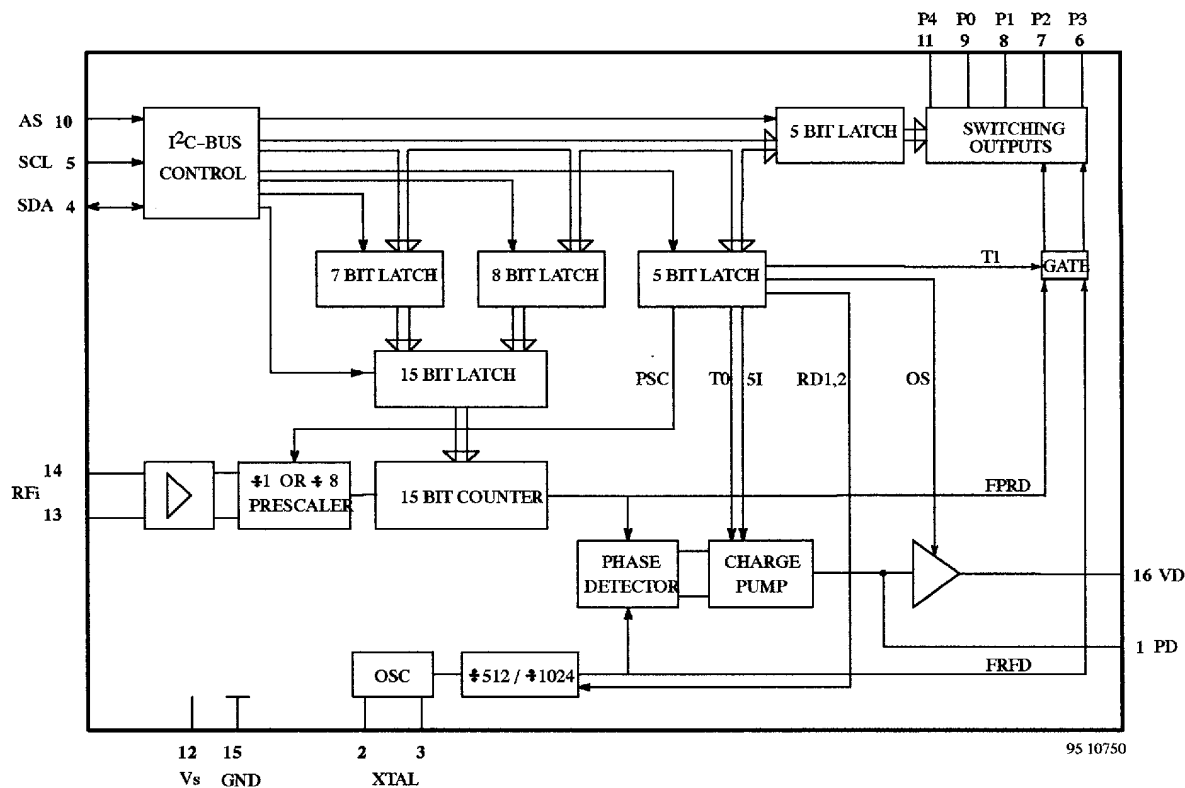 P4 P0 P1 P2 P3
11 9 8 7 6
AS 10
SCL 5
SDA 4
I²C-BUS
CONTROL
5 BIT LATCH
SWITCHING
OUTPUTS
7 BIT LATCH
8 BIT LATCH
5 BIT LATCH
T1
GATE
15 BIT LATCH
PSC
T0
5I
RD1,2
OS
14
RFi
13
÷1 OR ÷ 8
PRESCALER
15 BIT COUNTER
FPRD
PHASE
DETECTOR
CHARGE
PUMP
16 VD
1 PD
OSC
÷512 / ÷1024
FRFD
12 15 2 3
Vs GND XTAL
95 10750